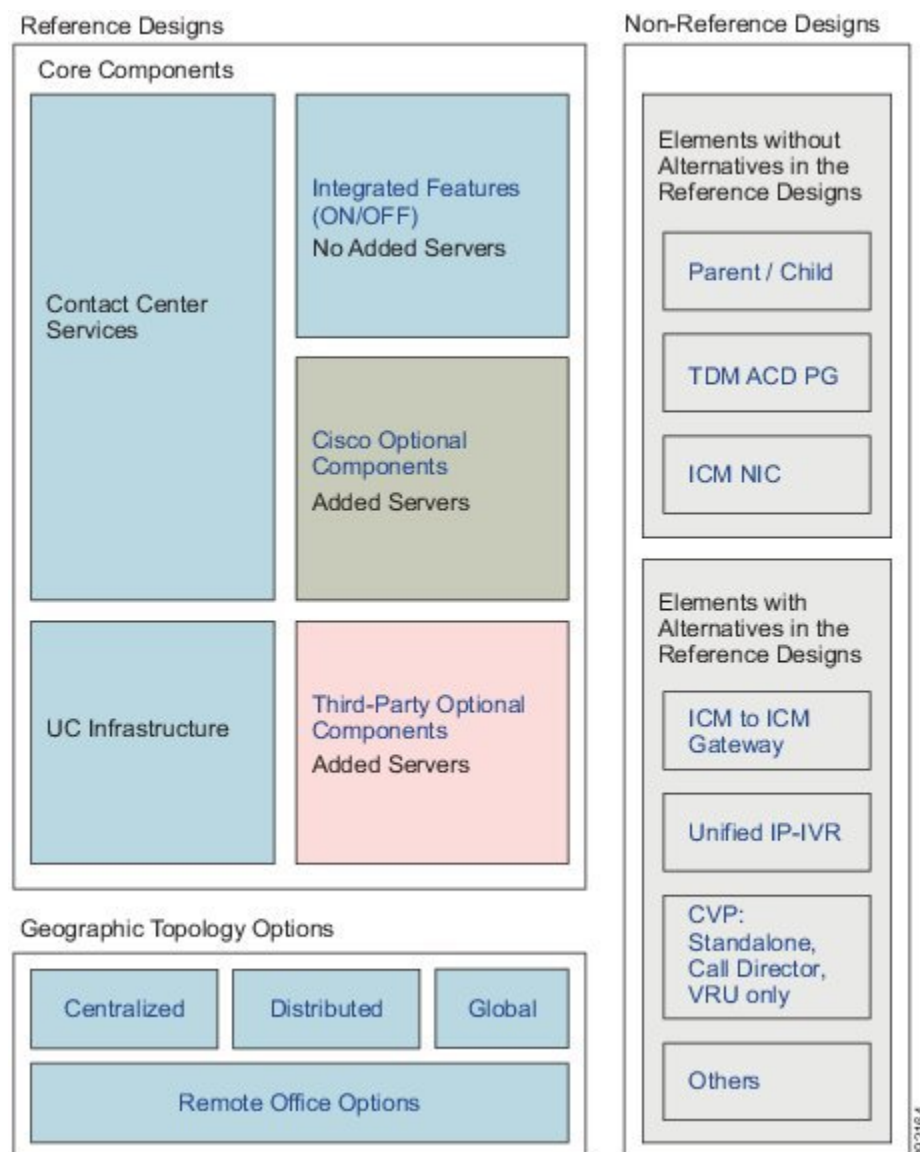 Reference Designs
Core Components
Contact Center
Services
Integrated Features
(ON/OFF)
No Added Servers
Cisco Optional
Components
Added Servers
UC Infrastructure
Third-Party Optional
Components
Added Servers
Geographic Topology Options
Centralized
Distributed
Global
Remote Office Options
Non-Reference Designs
Elements without
Alternatives in the
Reference Designs
Parent / Child
TDM ACD PG
ICM NIC
Elements with
Alternatives in the
Reference Designs
ICM to ICM
Gateway
Unified IP-IVR
CVP:
Standalone,
Call Director,
VRU only
Others